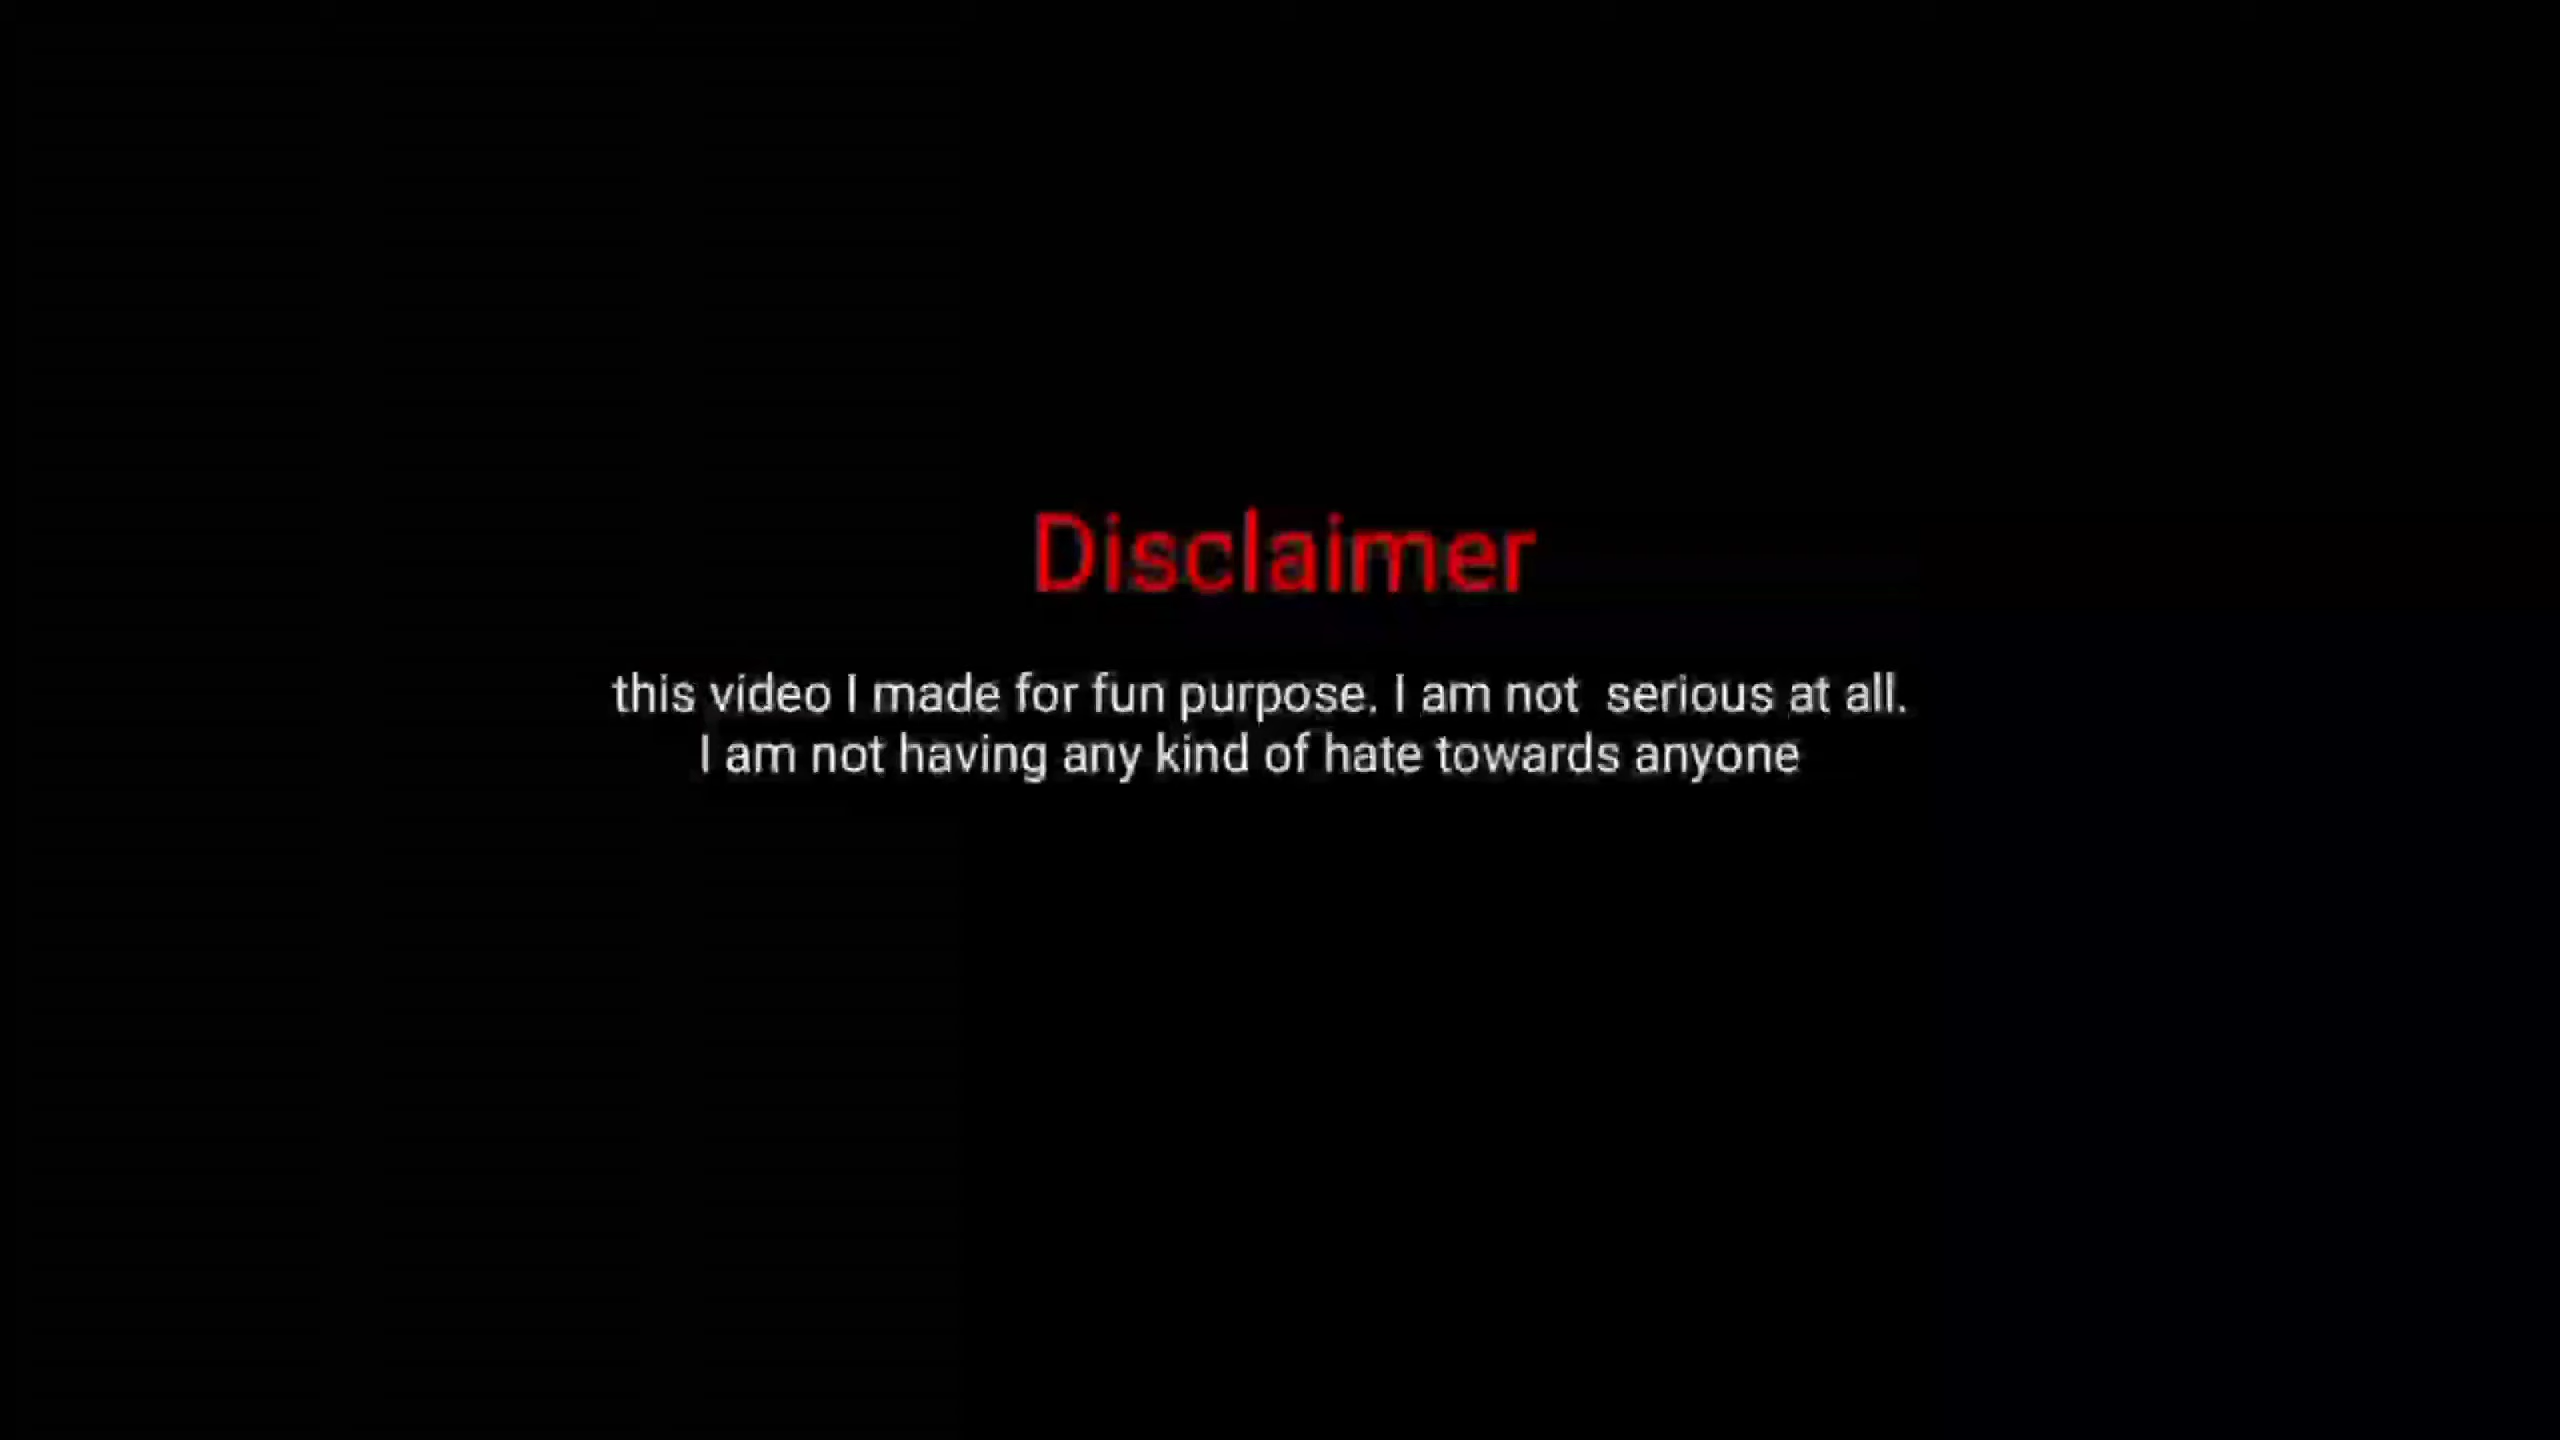 Disclaimer
this video I made for fun purpose. I am not  serious at all.
I am not having any kind of hate towards anyone